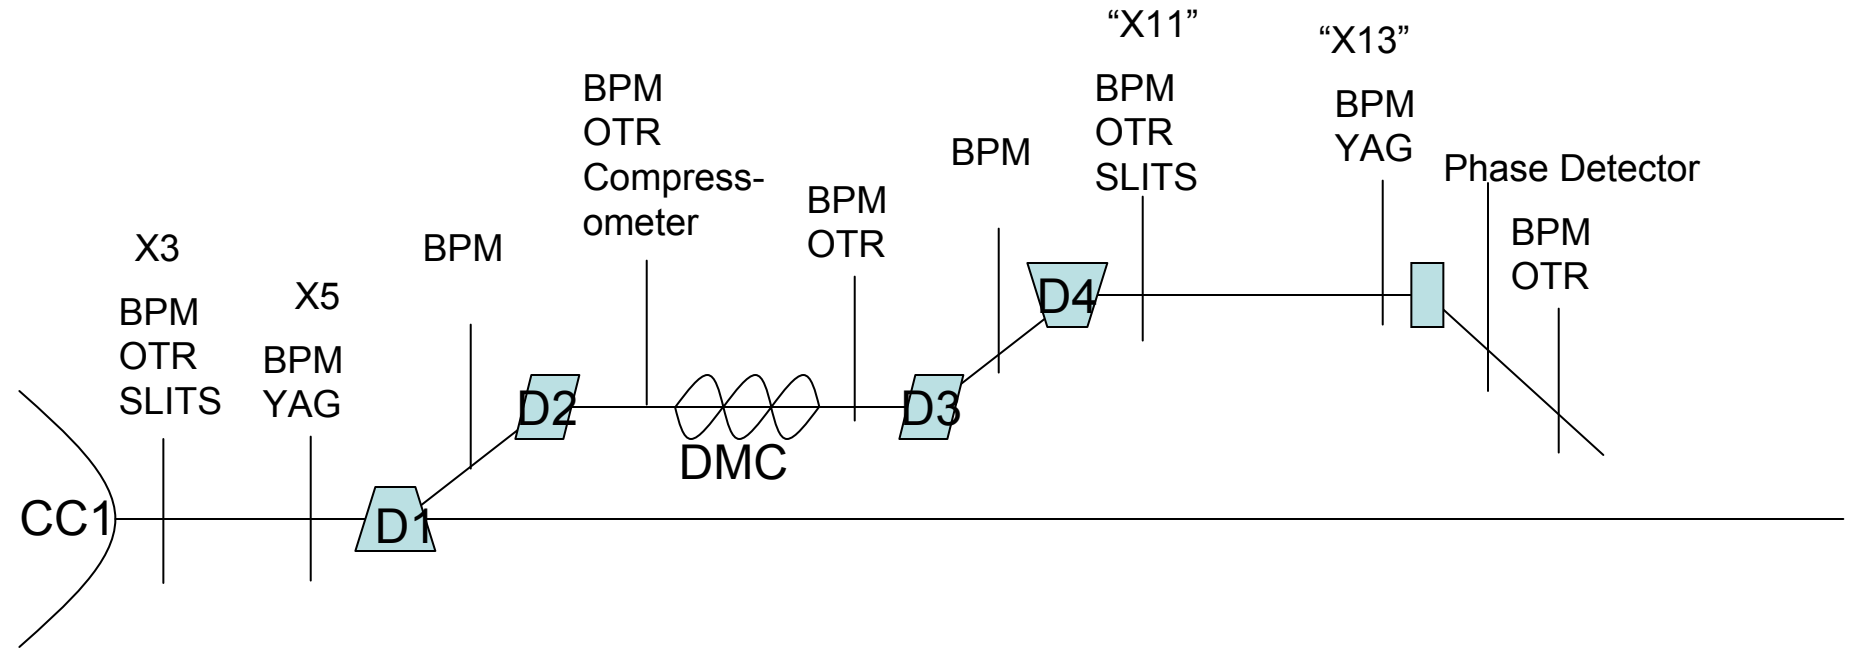 “X11”
“X13”
BPM
OTR
Compress-
ometer
BPM
OTR
SLITS
BPM
YAG
BPM
Phase Detector
BPM
OTR
BPM
OTR
X3
BPM
OTR
SLITS
X5
BPM
YAG
BPM
D4
D2
D3
DMC
CC1
D1